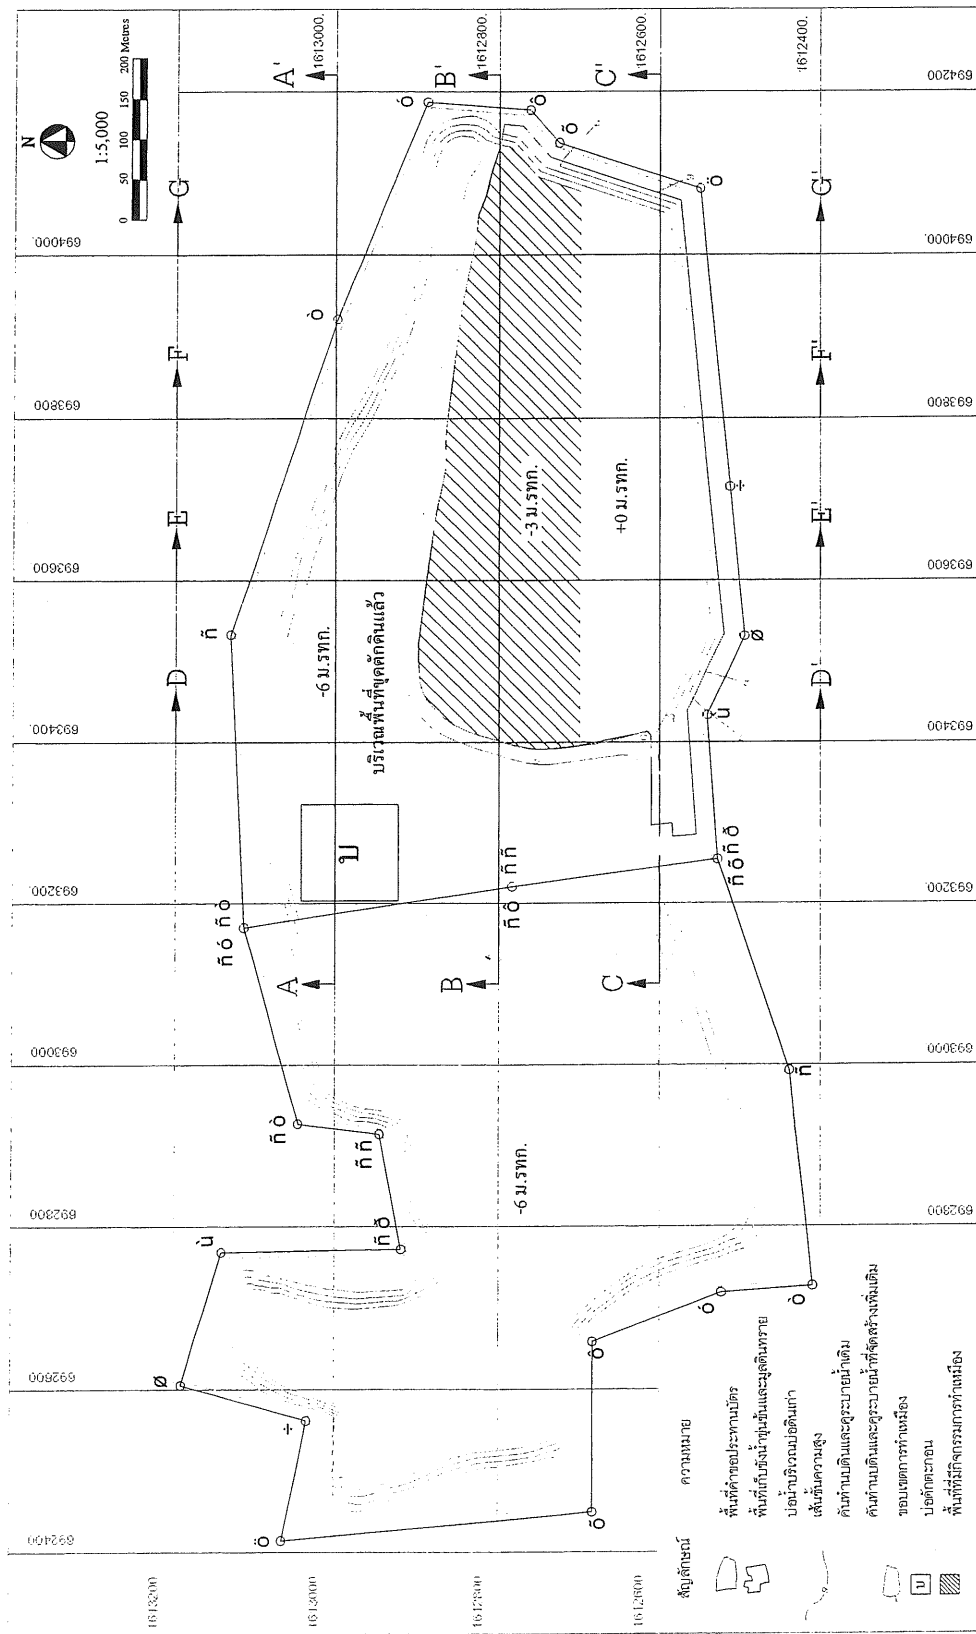 N
1:5,000
0 50 100 150 200 Metres
694200
694000.
693800
693600
693400
693200
693000
692800
692600
692400
1613000.
1612800.
1612600.
1612400.
G
F
E
D
A'
B'
C'
A
B
C
G'
F'
E'
D'
ó
ô
õ
ö
ò
ñ
÷
ø
ù
ñ ó
ñ ò
ñ ô
ñ ñ
ñ õ
ñ ð
-6 ม.รทก.
บริเวณพื้นที่ขุดตักดินแล้ว
บ
-3 ม.รทก.
+0 ม.รทก.
-6 ม.รทก.
694200
694000.
693800
693600
693400
693200.
693000
692800
1613200
1613000
1612800
1612600
สัญลักษณ์ ความหมาย
พื้นที่คำขอประทานบัตร
พื้นที่เก็บขังน้ำขุ่นข้นและมูลดินทราย
บ่อน้ำบริเวณบ่อดินเก่า
เส้นชั้นความสูง
คันทำนบดินและคูระบายน้ำเดิม
คันทำนบดินและคูระบายน้ำที่จัดสร้างเพิ่มเติม
ขอบเขตการทำเหมือง
บ บ่อดักตะกอน
พื้นที่ที่มีกิจกรรมการทำเหมือง